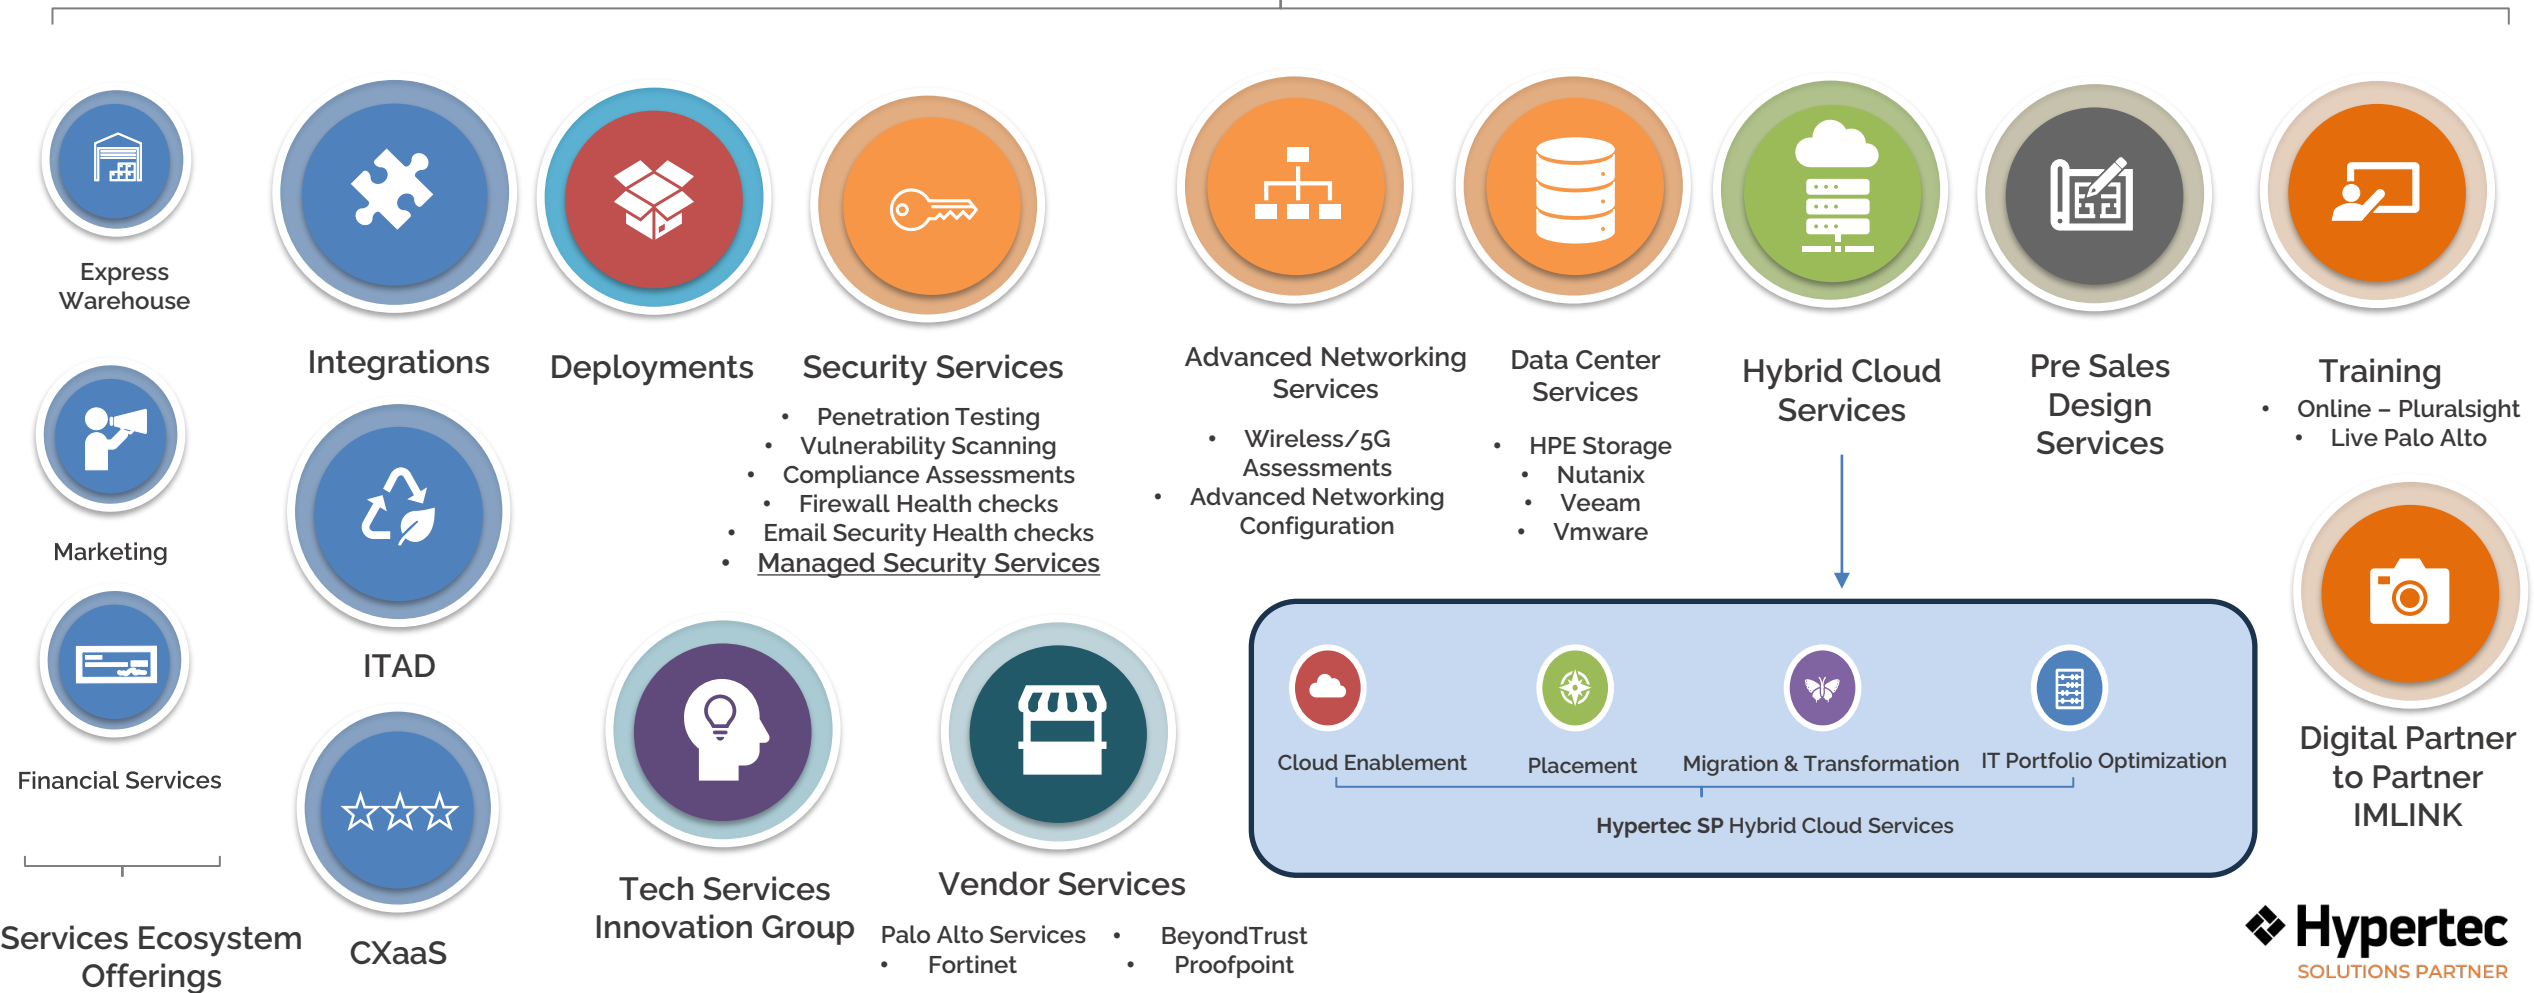 Express
Warehouse
Marketing
Financial Services
Services Ecosystem
Offerings
Integrations
ITAD
CXaaS
Deployments
Security Services
• Penetration Testing
• Vulnerability Scanning
• Compliance Assessments
• Firewall Health checks
• Email Security Health checks
• Managed Security Services
Tech Services
Innovation Group
Vendor Services
• Palo Alto Services
• Fortinet
• BeyondTrust
• Proofpoint
Advanced Networking
Services
• Wireless/5G
Assessments
• Advanced Networking
Configuration
Data Center
Services
• HPE Storage
• Nutanix
• Veeam
• Vmware
Hybrid Cloud
Services
Pre Sales
Design
Services
Training
• Online – Pluralsight
• Live Palo Alto
Digital Partner
to Partner
IMLINK
Cloud Enablement
Placement
Migration & Transformation
IT Portfolio Optimization
Hypertec SP Hybrid Cloud Services
Hypertec
SOLUTIONS PARTNER